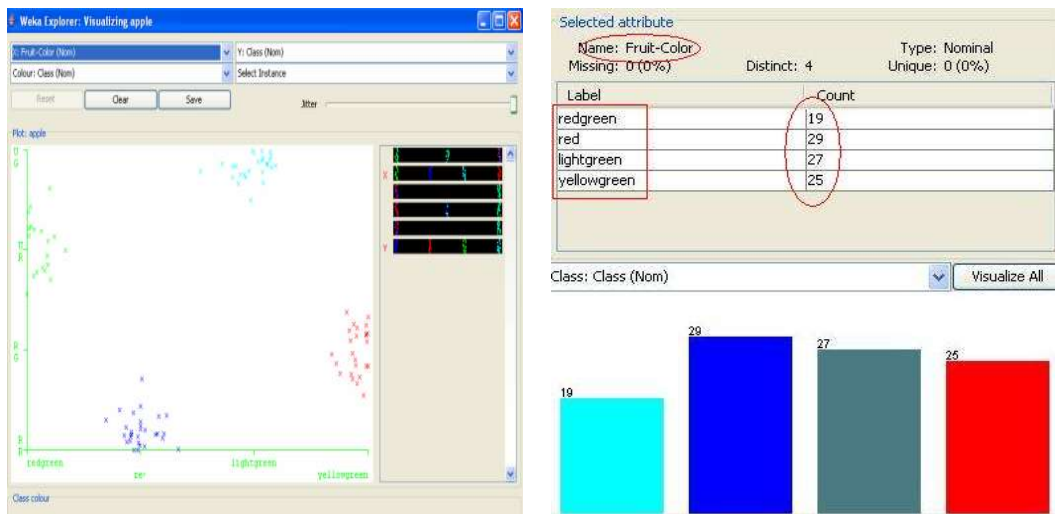 Weka Explorer: Visualizing apple
X: Fruit-Color (Nom)
Y: Class (Nom)
Colour: Class (Nom)
Select Instance
Reset
Clear
Save
Jitter
Plot: apple
X
Y
redgreen
lightgreen
yellowgreen
Class colour
Selected attribute
Name: Fruit-Color
Type: Nominal
Missing: 0 (0%)
Distinct: 4
Unique: 0 (0%)
Label
Count
redgreen
19
red
29
lightgreen
27
yellowgreen
25
Class: Class (Nom)
Visualize All
19
29
27
25